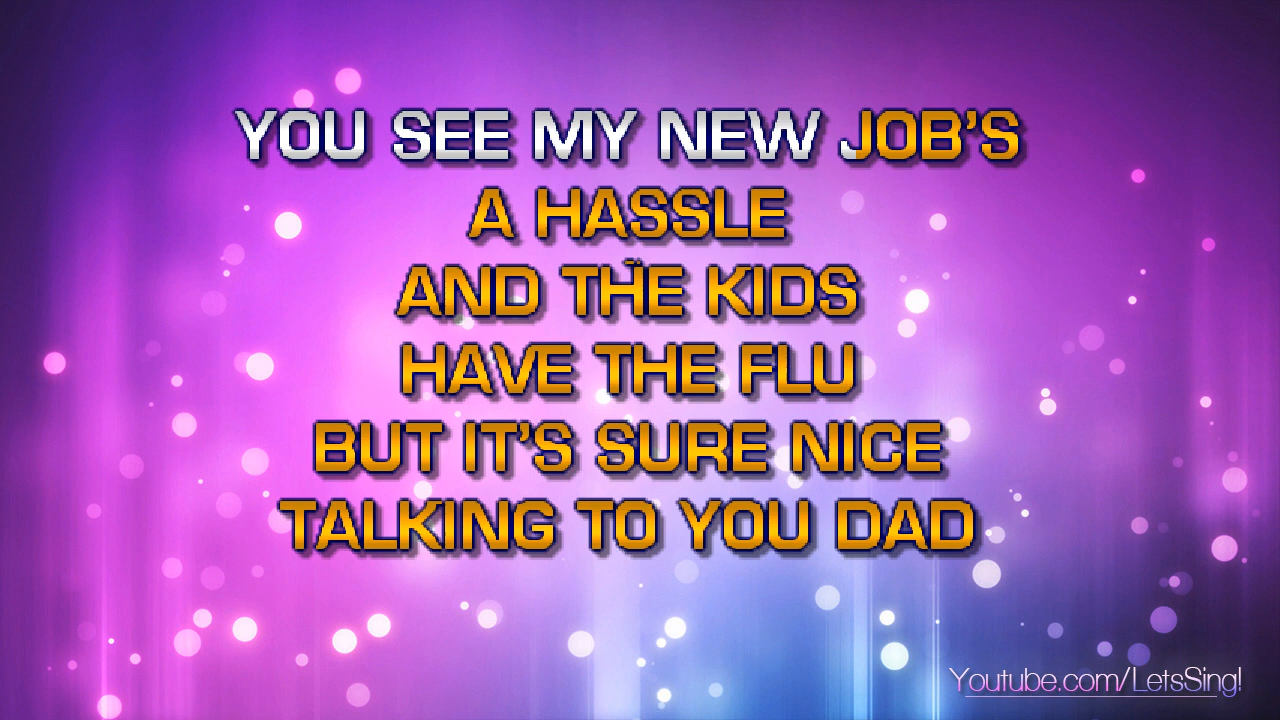 YOU SEE MY NEW JOB'S
A HASSLE
AND THE KIDS
HAVE THE FLU
BUT IT'S SURE NICE
TALKING TO YOU DAD
Youtube.com/LetsSing!